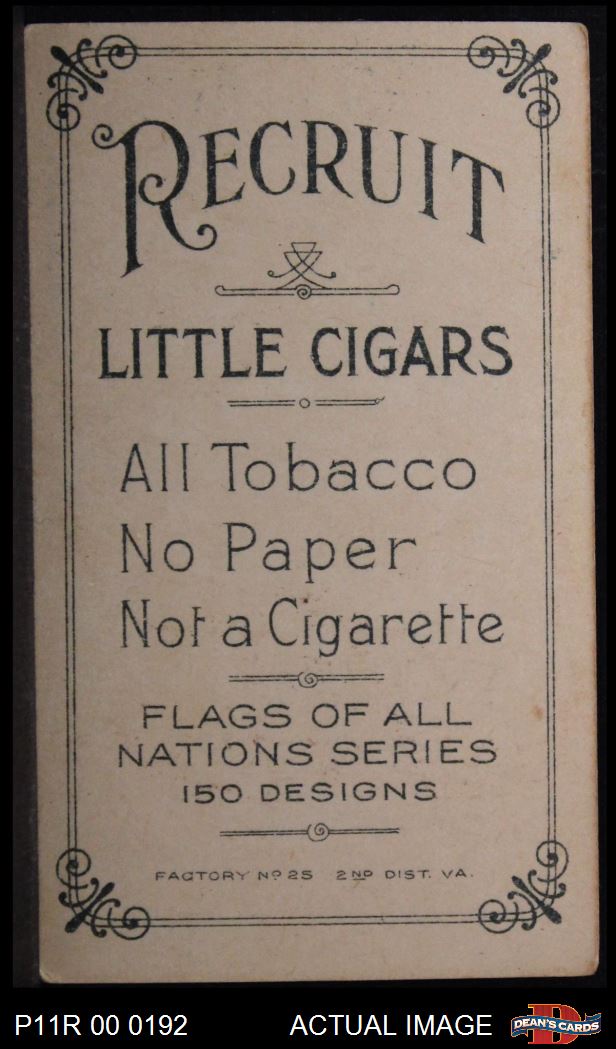 RECRUIT
LITTLE CIGARS
All Tobacco
No Paper
Not a Cigarette
FLAGS OF ALL
NATIONS SERIES
150 DESIGNS
FACTORY Nº 25 2ND DIST. VA.
P11R 00 0192 ACTUAL IMAGE D DEAN'S CARDS